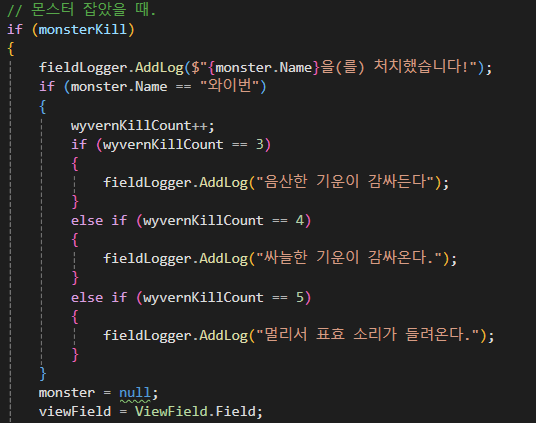 // 몬스터 잡았을 때.
if (monsterKill)
{
fieldLogger.AddLog($"{monster.Name}을(를) 처치했습니다!");
if (monster.Name == "와이번")
{
wyvernKillCount++;
if (wyvernKillCount == 3)
{
fieldLogger.AddLog("음산한 기운이 감싸든다");
}
else if (wyvernKillCount == 4)
{
fieldLogger.AddLog("싸늘한 기운이 감싸온다.");
}
else if (wyvernKillCount == 5)
{
fieldLogger.AddLog("멀리서 표효 소리가 들려온다.");
}
}
monster = null;
viewField = ViewField.Field;